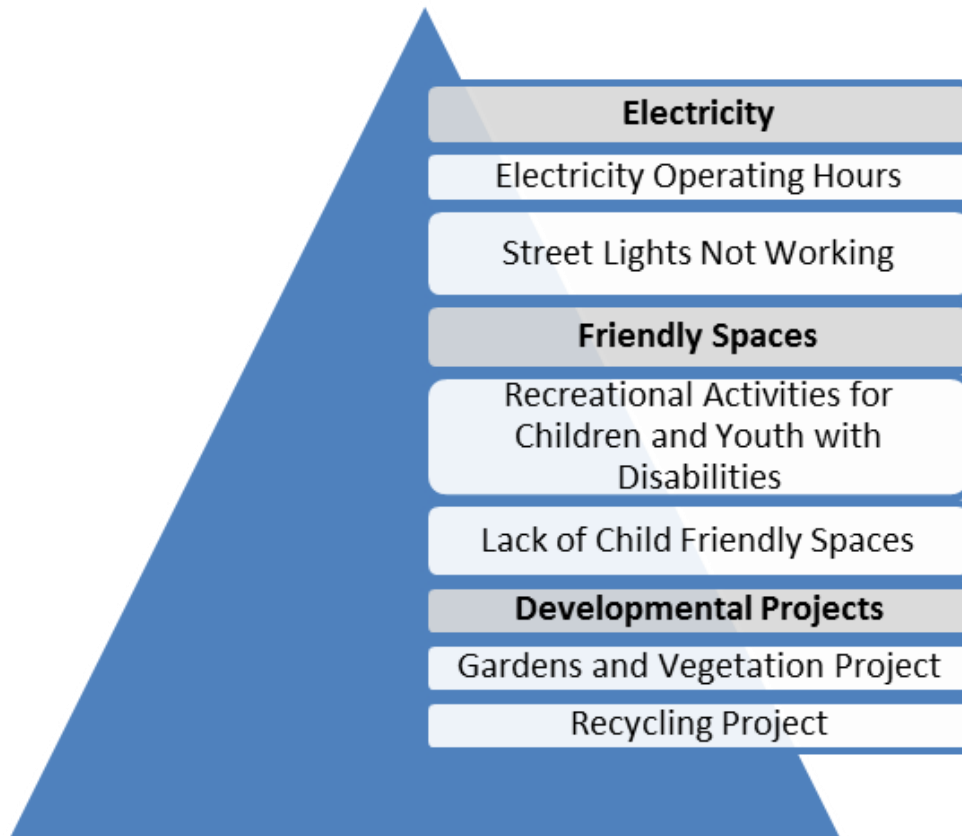 Electricity
Electricity Operating Hours
Street Lights Not Working
Friendly Spaces
Recreational Activities for
Children and Youth with
Disabilities
Lack of Child Friendly Spaces
Developmental Projects
Gardens and Vegetation Project
Recycling Project